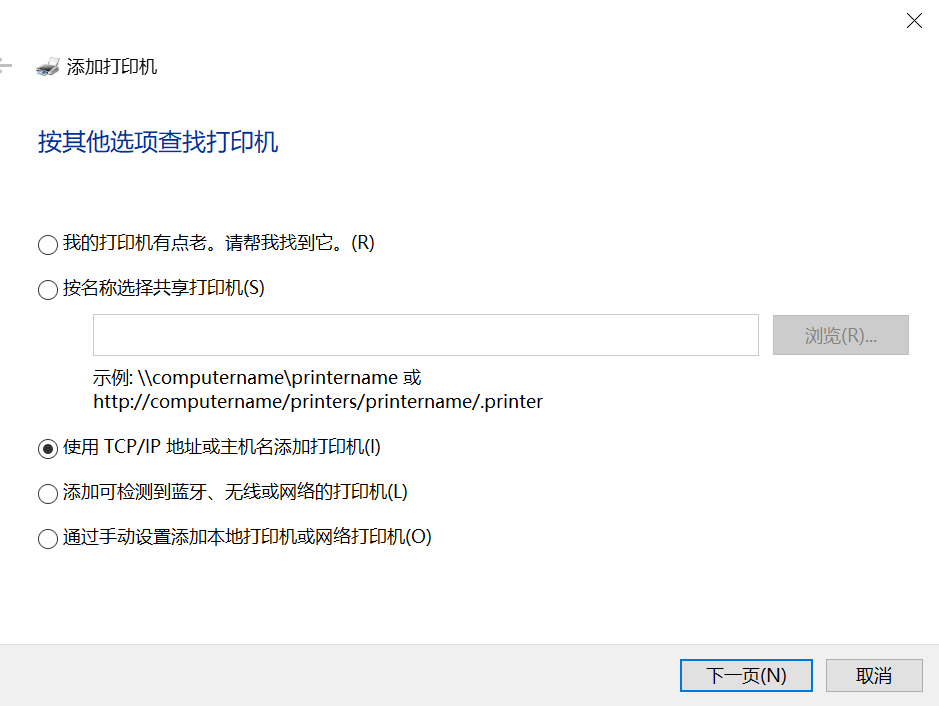 添加打印机
按其他选项查找打印机
我的打印机有点老。请帮我找到它。(R)
按名称选择共享打印机(S)
浏览(R)...
示例: \\computername\printername 或
http://computername/printers/printername/.printer
使用 TCP/IP 地址或主机名添加打印机(I)
添加可检测到蓝牙、无线或网络的打印机(L)
通过手动设置添加本地打印机或网络打印机(O)
下一页(N)
取消